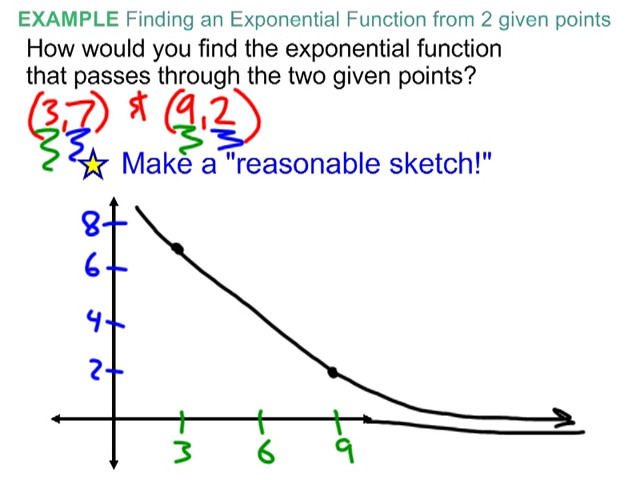 EXAMPLE Finding an Exponential Function from 2 given points
How would you find the exponential function
that passes through the two given points?
(3,7) & (9,2)
Make a "reasonable sketch!"
8
6
4
2
3 6 9